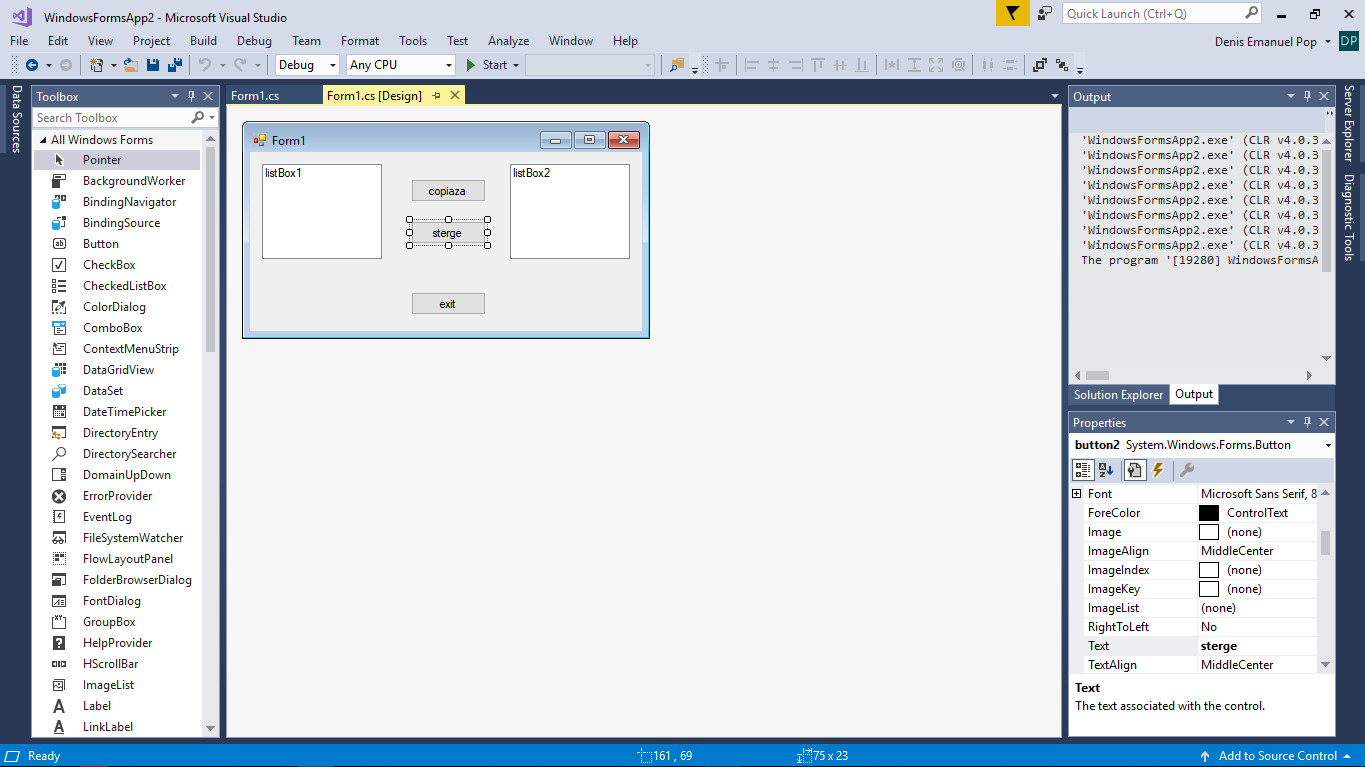 WindowsFormsApp2 - Microsoft Visual Studio
Quick Launch (Ctrl+Q)
File Edit View Project Build Debug Team Format Tools Test Analyze Window Help
Denis Emanuel Pop DP
Debug Any CPU Start
Data Sources
Toolbox
Search Toolbox
All Windows Forms
Pointer
BackgroundWorker
BindingNavigator
BindingSource
Button
CheckBox
CheckedListBox
ColorDialog
ComboBox
ContextMenuStrip
DataGridView
DataSet
DateTimePicker
DirectoryEntry
DirectorySearcher
DomainUpDown
ErrorProvider
EventLog
FileSystemWatcher
FlowLayoutPanel
FolderBrowserDialog
FontDialog
GroupBox
HelpProvider
HScrollBar
ImageList
Label
LinkLabel
Form1.cs Form1.cs [Design]
Form1
listBox1
copiaza
sterge
exit
listBox2
Output
'WindowsFormsApp2.exe' (CLR v4.0.3
'WindowsFormsApp2.exe' (CLR v4.0.3
'WindowsFormsApp2.exe' (CLR v4.0.3
'WindowsFormsApp2.exe' (CLR v4.0.3
'WindowsFormsApp2.exe' (CLR v4.0.3
'WindowsFormsApp2.exe' (CLR v4.0.3
'WindowsFormsApp2.exe' (CLR v4.0.3
'WindowsFormsApp2.exe' (CLR v4.0.3
The program '[19280] WindowsFormsA
Solution Explorer Output
Properties
button2 System.Windows.Forms.Button
Font Microsoft Sans Serif, 8
ForeColor ControlText
Image (none)
ImageAlign MiddleCenter
ImageIndex (none)
ImageKey (none)
ImageList (none)
RightToLeft No
Text sterge
TextAlign MiddleCenter
Text
The text associated with the control.
Server Explorer
Diagnostic Tools
Ready
161 , 69
75 x 23
Add to Source Control